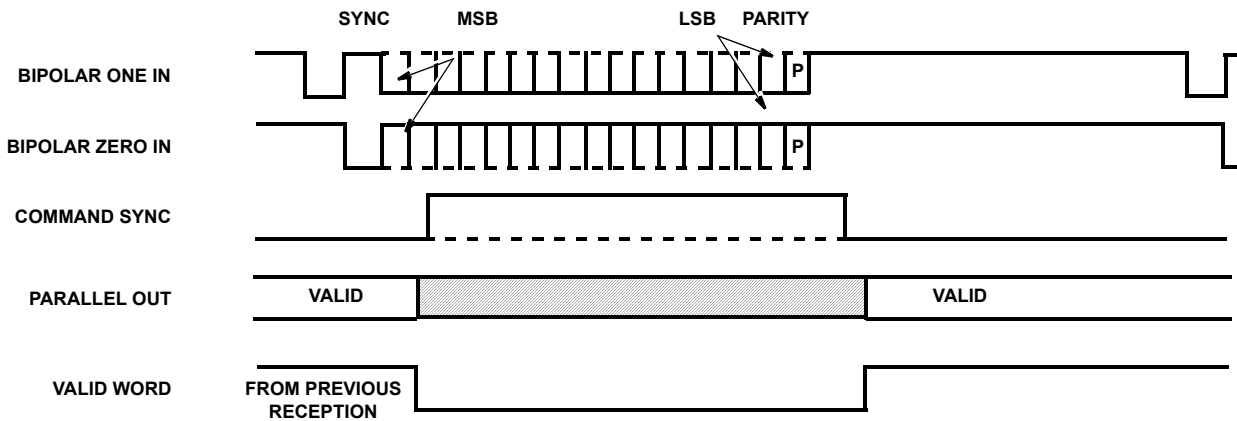 SYNC MSB LSB PARITY
BIPOLAR ONE IN P
BIPOLAR ZERO IN P
COMMAND SYNC
PARALLEL OUT VALID VALID
VALID WORD FROM PREVIOUS
RECEPTION